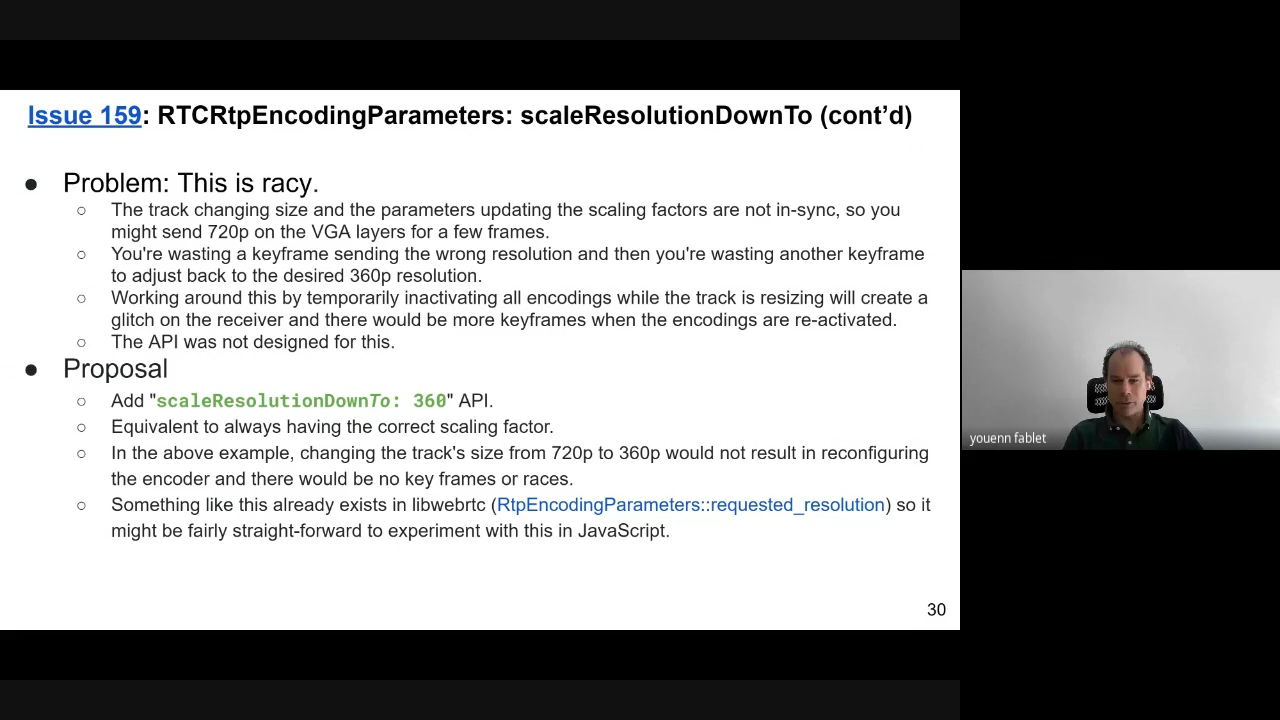 Issue 159: RTCRtpEncodingParameters: scaleResolutionDownTo (cont’d)
● Problem: This is racy.
○ The track changing size and the parameters updating the scaling factors are not in-sync, so you
might send 720p on the VGA layers for a few frames.
○ You're wasting a keyframe sending the wrong resolution and then you're wasting another keyframe
to adjust back to the desired 360p resolution.
○ Working around this by temporarily inactivating all encodings while the track is resizing will create a
glitch on the receiver and there would be more keyframes when the encodings are re-activated.
○ The API was not designed for this.
● Proposal
○ Add "scaleResolutionDownTo: 360" API.
○ Equivalent to always having the correct scaling factor.
○ In the above example, changing the track's size from 720p to 360p would not result in reconfiguring
the encoder and there would be no key frames or races.
○ Something like this already exists in libwebrtc (RtpEncodingParameters::requested_resolution) so it
might be fairly straight-forward to experiment with this in JavaScript.
30
youenn fablet